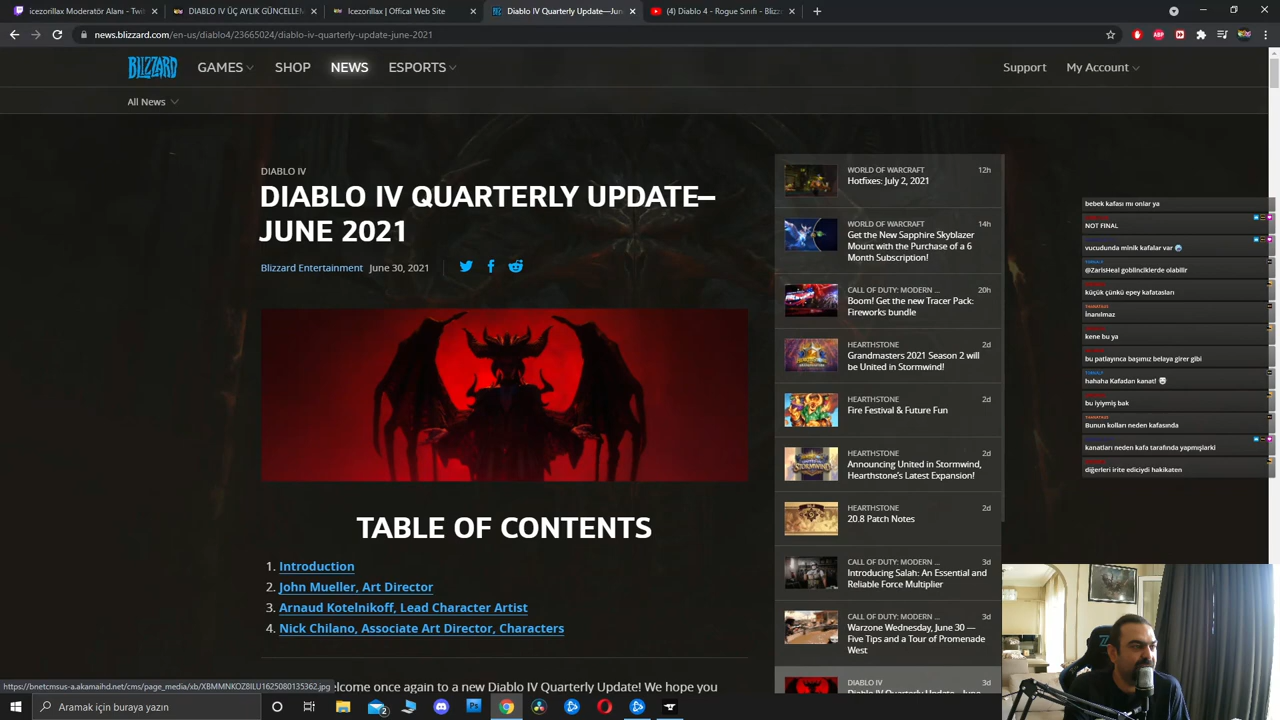 icezorillax Moderatör Alanı - Twi
DIABLO IV ÜÇ AYLIK GÜNCELLEM
Icezorillax | Offical Web Site
Diablo IV Quarterly Update—Jun
(4) Diablo 4 - Rogue Sınıfı - Blizz
news.blizzard.com/en-us/diablo4/23665024/diablo-iv-quarterly-update-june-2021
BLIZZARD
GAMES
SHOP
NEWS
ESPORTS
Support
My Account
All News
DIABLO IV
DIABLO IV QUARTERLY UPDATE—
JUNE 2021
Blizzard Entertainment
June 30, 2021
TABLE OF CONTENTS
1. Introduction
2. John Mueller, Art Director
3. Arnaud Kotelnikoff, Lead Character Artist
4. Nick Chilano, Associate Art Director, Characters
elcome once again to a new Diablo IV Quarterly Update! We hope you
WORLD OF WARCRAFT 12h
Hotfixes: July 2, 2021
WORLD OF WARCRAFT 14h
Get the New Sapphire Skyblazer
Mount with the Purchase of a 6
Month Subscription!
CALL OF DUTY: MODERN ... 20h
Boom! Get the new Tracer Pack:
Fireworks bundle
HEARTHSTONE 2d
Grandmasters 2021 Season 2 will
be United in Stormwind!
HEARTHSTONE 2d
Fire Festival & Future Fun
HEARTHSTONE 2d
Announcing United in Stormwind,
Hearthstone's Latest Expansion!
HEARTHSTONE 2d
20.8 Patch Notes
CALL OF DUTY: MODERN ... 3d
Introducing Salah: An Essential and
Reliable Force Multiplier
CALL OF DUTY: MODERN ... 3d
Warzone Wednesday, June 30 —
Five Tips and a Tour of Promenade
West
DIABLO IV 3d
Diablo IV Quarterly Update—June
bebek kafası mı onlar ya
NOT FINAL
vucudunda minik kafalar var
@ZarisHeal goblinciklerde olabilir
küçük çünkü epey kafatasları
İnanılmaz
kene bu ya
bu patlayınca başımız belaya girer gibi
hahaha Kafadan kanat!
bu iyiymiş bak
Bunun kolları neden kafasında
kanatları neden kafa tarafında yapmışlarki
diğerleri irite ediciydi hakikaten
https://bnetcmsus-a.akamaihd.net/cms/page_media/xb/XBMMNKOZ8ILU1625080135362.jpg
Aramak için buraya yazın
2